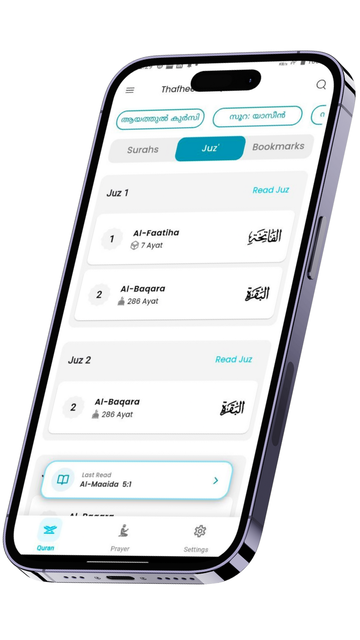 Thafhee
ആയത്തുൽ കുർസി
സൂറ: യാസീൻ
Surahs
Juz'
Bookmarks
Juz 1
Read Juz
1
Al-Faatiha
7 Ayat
الفاتحة
2
Al-Baqara
286 Ayat
البقرة
Juz 2
Read Juz
2
Al-Baqara
286 Ayat
البقرة
Last Read
Al-Maaida 5:1
Quran
Prayer
Settings